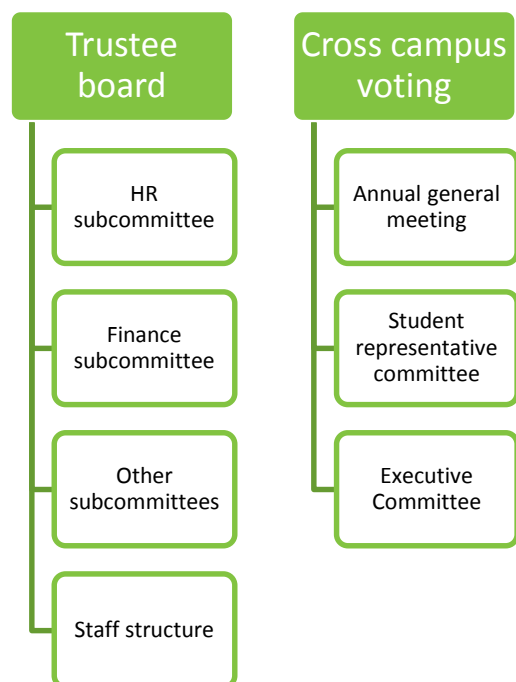 Trustee
board
HR
subcommittee
Finance
subcommittee
Other
subcommittees
Staff structure
Cross campus
voting
Annual general
meeting
Student
representative
committee
Executive
Committee